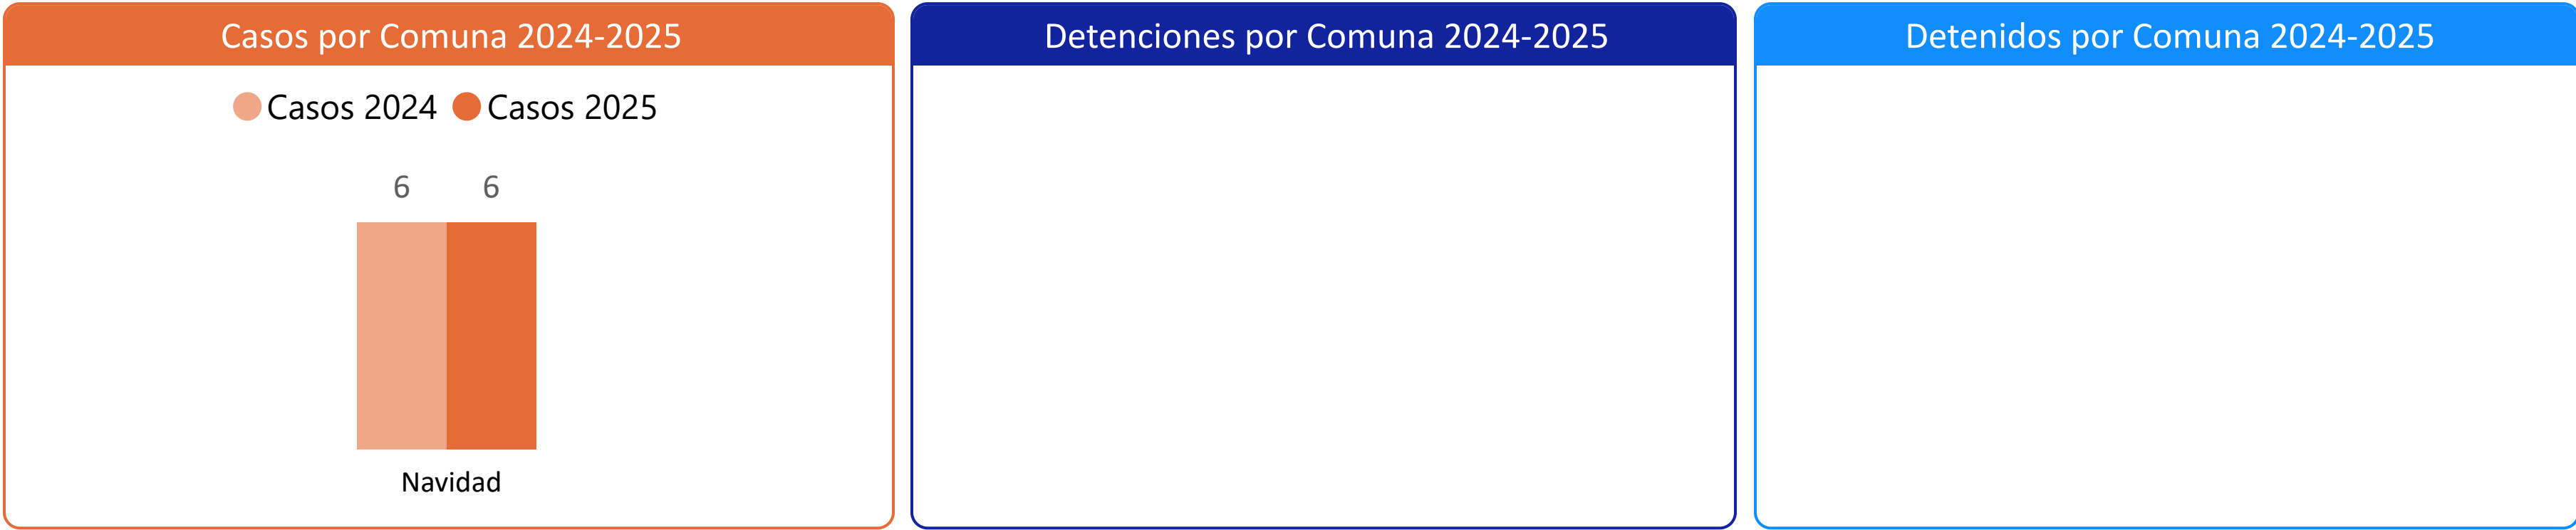 Casos por Comuna 2024-2025
Casos 2024 Casos 2025
6 6
Navidad
Detenciones por Comuna 2024-2025
Detenidos por Comuna 2024-2025